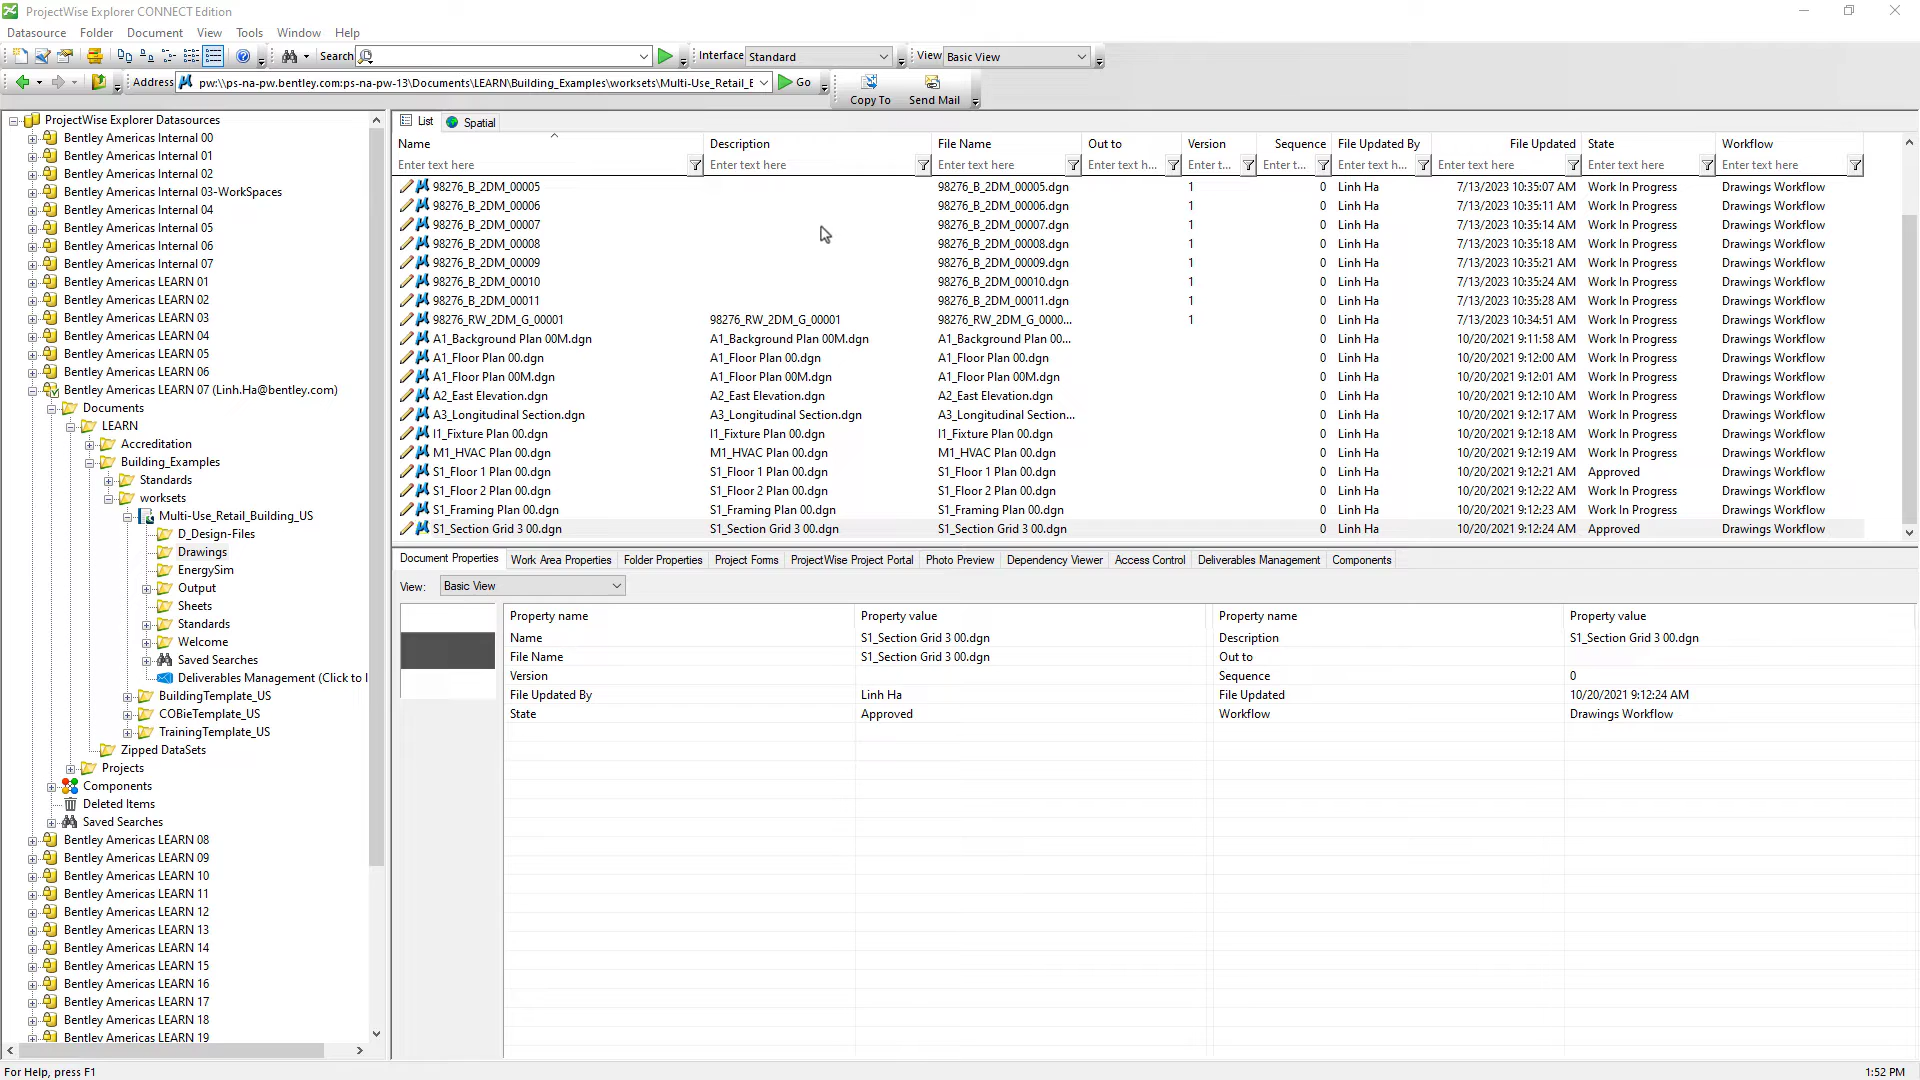 ProjectWise Explorer CONNECT Edition
Datasource Folder Document View Tools Window Help
Search Interface Standard View Basic View
Address pw:\\ps-na-pw.bentley.com:ps-na-pw-13\Documents\LEARN\Building_Examples\worksets\Multi-Use_Retail_E Go Copy To Send Mail
ProjectWise Explorer Datasources
Bentley Americas Internal 00
Bentley Americas Internal 01
Bentley Americas Internal 02
Bentley Americas Internal 03-WorkSpaces
Bentley Americas Internal 04
Bentley Americas Internal 05
Bentley Americas Internal 06
Bentley Americas Internal 07
Bentley Americas LEARN 01
Bentley Americas LEARN 02
Bentley Americas LEARN 03
Bentley Americas LEARN 04
Bentley Americas LEARN 05
Bentley Americas LEARN 06
Bentley Americas LEARN 07 (Linh.Ha@bentley.com)
Documents
LEARN
Accreditation
Building_Examples
Standards
worksets
Multi-Use_Retail_Building_US
D_Design-Files
Drawings
EnergySim
Output
Sheets
Standards
Welcome
Saved Searches
Deliverables Management (Click to l
BuildingTemplate_US
COBieTemplate_US
TrainingTemplate_US
Zipped DataSets
Projects
Components
Deleted Items
Saved Searches
Bentley Americas LEARN 08
Bentley Americas LEARN 09
Bentley Americas LEARN 10
Bentley Americas LEARN 11
Bentley Americas LEARN 12
Bentley Americas LEARN 13
Bentley Americas LEARN 14
Bentley Americas LEARN 15
Bentley Americas LEARN 16
Bentley Americas LEARN 17
Bentley Americas LEARN 18
Bentley Americas LEARN 19
List Spatial
Name Description File Name Out to Version Sequence File Updated By File Updated State Workflow
Enter text here Enter text here Enter text here Enter text h... Enter t... Enter t... Enter text h... Enter text here Enter text here Enter text here
98276_B_2DM_00005 98276_B_2DM_00005.dgn 1 0 Linh Ha 7/13/2023 10:35:07 AM Work In Progress Drawings Workflow
98276_B_2DM_00006 98276_B_2DM_00006.dgn 1 0 Linh Ha 7/13/2023 10:35:11 AM Work In Progress Drawings Workflow
98276_B_2DM_00007 98276_B_2DM_00007.dgn 1 0 Linh Ha 7/13/2023 10:35:14 AM Work In Progress Drawings Workflow
98276_B_2DM_00008 98276_B_2DM_00008.dgn 1 0 Linh Ha 7/13/2023 10:35:18 AM Work In Progress Drawings Workflow
98276_B_2DM_00009 98276_B_2DM_00009.dgn 1 0 Linh Ha 7/13/2023 10:35:21 AM Work In Progress Drawings Workflow
98276_B_2DM_00010 98276_B_2DM_00010.dgn 1 0 Linh Ha 7/13/2023 10:35:24 AM Work In Progress Drawings Workflow
98276_B_2DM_00011 98276_B_2DM_00011.dgn 1 0 Linh Ha 7/13/2023 10:35:28 AM Work In Progress Drawings Workflow
98276_RW_2DM_G_00001 98276_RW_2DM_G_00001 98276_RW_2DM_G_0000... 1 0 Linh Ha 7/13/2023 10:34:51 AM Work In Progress Drawings Workflow
A1_Background Plan 00M.dgn A1_Background Plan 00M.dgn A1_Background Plan 00... 0 Linh Ha 10/20/2021 9:11:58 AM Work In Progress Drawings Workflow
A1_Floor Plan 00.dgn A1_Floor Plan 00.dgn A1_Floor Plan 00.dgn 0 Linh Ha 10/20/2021 9:12:00 AM Work In Progress Drawings Workflow
A1_Floor Plan 00M.dgn A1_Floor Plan 00M.dgn A1_Floor Plan 00M.dgn 0 Linh Ha 10/20/2021 9:12:01 AM Work In Progress Drawings Workflow
A2_East Elevation.dgn A2_East Elevation.dgn A2_East Elevation.dgn 0 Linh Ha 10/20/2021 9:12:10 AM Work In Progress Drawings Workflow
A3_Longitudinal Section.dgn A3_Longitudinal Section.dgn A3_Longitudinal Section... 0 Linh Ha 10/20/2021 9:12:17 AM Work In Progress Drawings Workflow
I1_Fixture Plan 00.dgn I1_Fixture Plan 00.dgn I1_Fixture Plan 00.dgn 0 Linh Ha 10/20/2021 9:12:18 AM Work In Progress Drawings Workflow
M1_HVAC Plan 00.dgn M1_HVAC Plan 00.dgn M1_HVAC Plan 00.dgn 0 Linh Ha 10/20/2021 9:12:19 AM Work In Progress Drawings Workflow
S1_Floor 1 Plan 00.dgn S1_Floor 1 Plan 00.dgn S1_Floor 1 Plan 00.dgn 0 Linh Ha 10/20/2021 9:12:21 AM Approved Drawings Workflow
S1_Floor 2 Plan 00.dgn S1_Floor 2 Plan 00.dgn S1_Floor 2 Plan 00.dgn 0 Linh Ha 10/20/2021 9:12:22 AM Work In Progress Drawings Workflow
S1_Framing Plan 00.dgn S1_Framing Plan 00.dgn S1_Framing Plan 00.dgn 0 Linh Ha 10/20/2021 9:12:23 AM Work In Progress Drawings Workflow
S1_Section Grid 3 00.dgn S1_Section Grid 3 00.dgn S1_Section Grid 3 00.dgn 0 Linh Ha 10/20/2021 9:12:24 AM Approved Drawings Workflow
Document Properties Work Area Properties Folder Properties Project Forms ProjectWise Project Portal Photo Preview Dependency Viewer Access Control Deliverables Management Components
View: Basic View
Property name Property value Property name Property value
Name S1_Section Grid 3 00.dgn Description S1_Section Grid 3 00.dgn
File Name S1_Section Grid 3 00.dgn Out to
Version Sequence 0
File Updated By Linh Ha File Updated 10/20/2021 9:12:24 AM
State Approved Workflow Drawings Workflow
For Help, press F1 1:52 PM